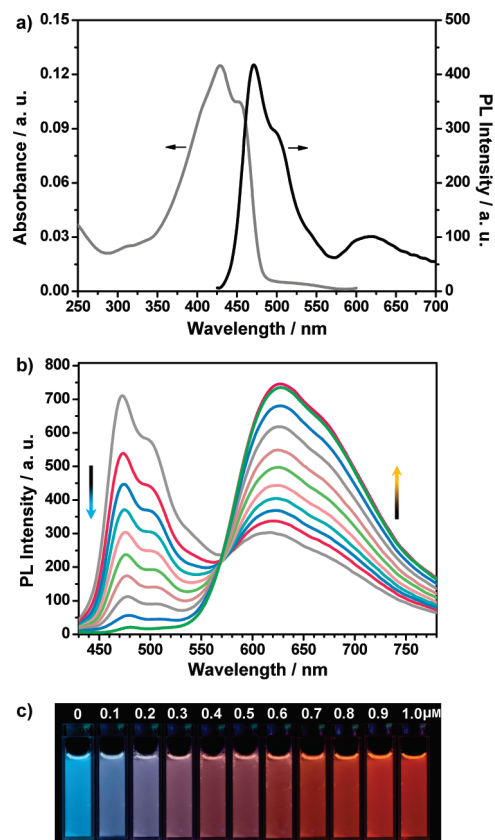 a)
0.15
0.12
0.09
0.06
0.03
0.00
Absorbance / a. u.
500
400
300
200
100
0
PL Intensity / a. u.
250 300 350 400 450 500 550 600 650 700
Wavelength / nm
b)
800
700
600
500
400
300
200
100
0
PL Intensity / a. u.
450 500 550 600 650 700 750
Wavelength / nm
c)
0 0.1 0.2 0.3 0.4 0.5 0.6 0.7 0.8 0.9 1.0μM